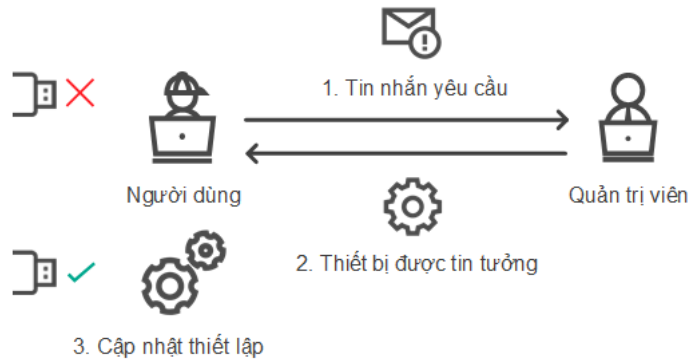 1. Tin nhắn yêu cầu
Người dùng
Quản trị viên
2. Thiết bị được tin tưởng
3. Cập nhật thiết lập